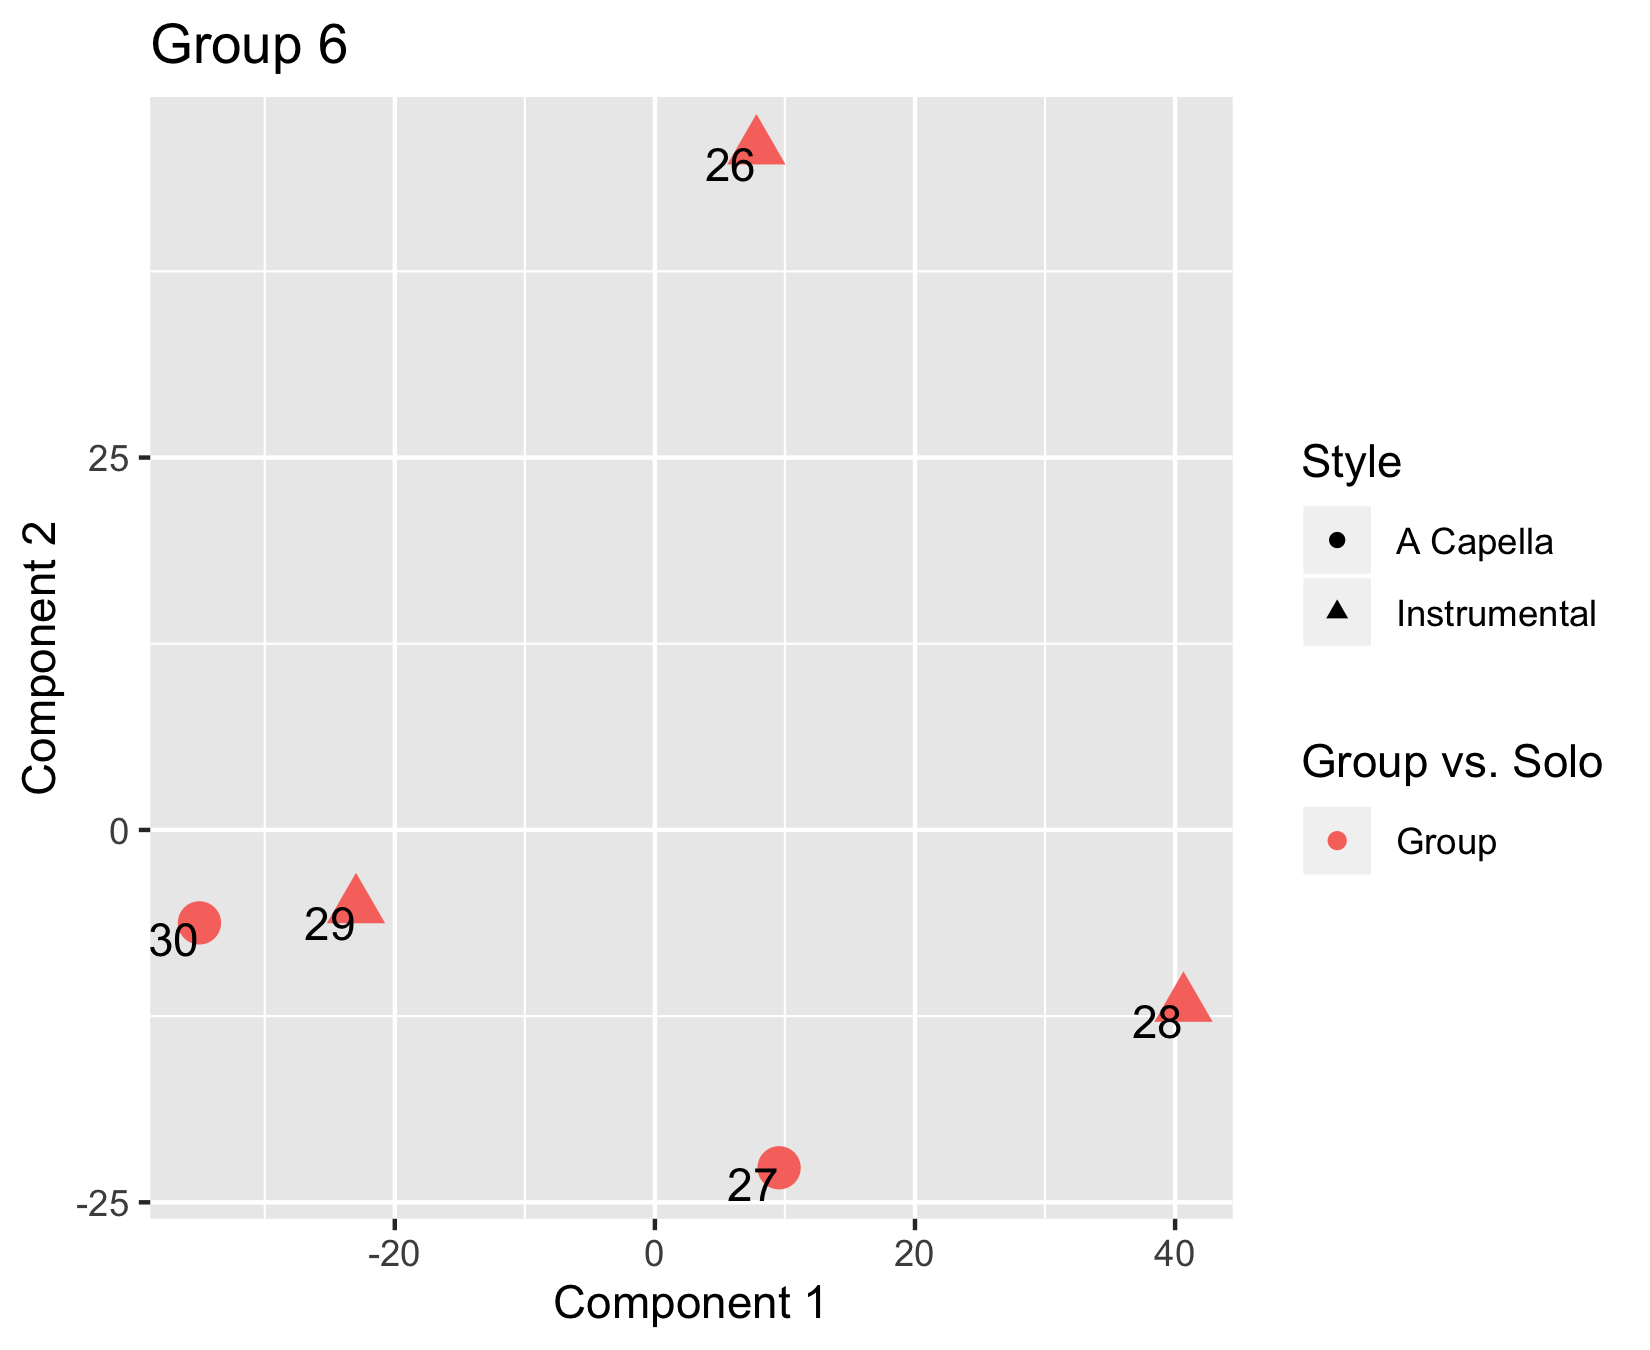 Group 6
26
25
Component 2
0
30
29
28
27
-25
-20
0
20
40
Component 1
Style
A Capella
Instrumental
Group vs. Solo
Group